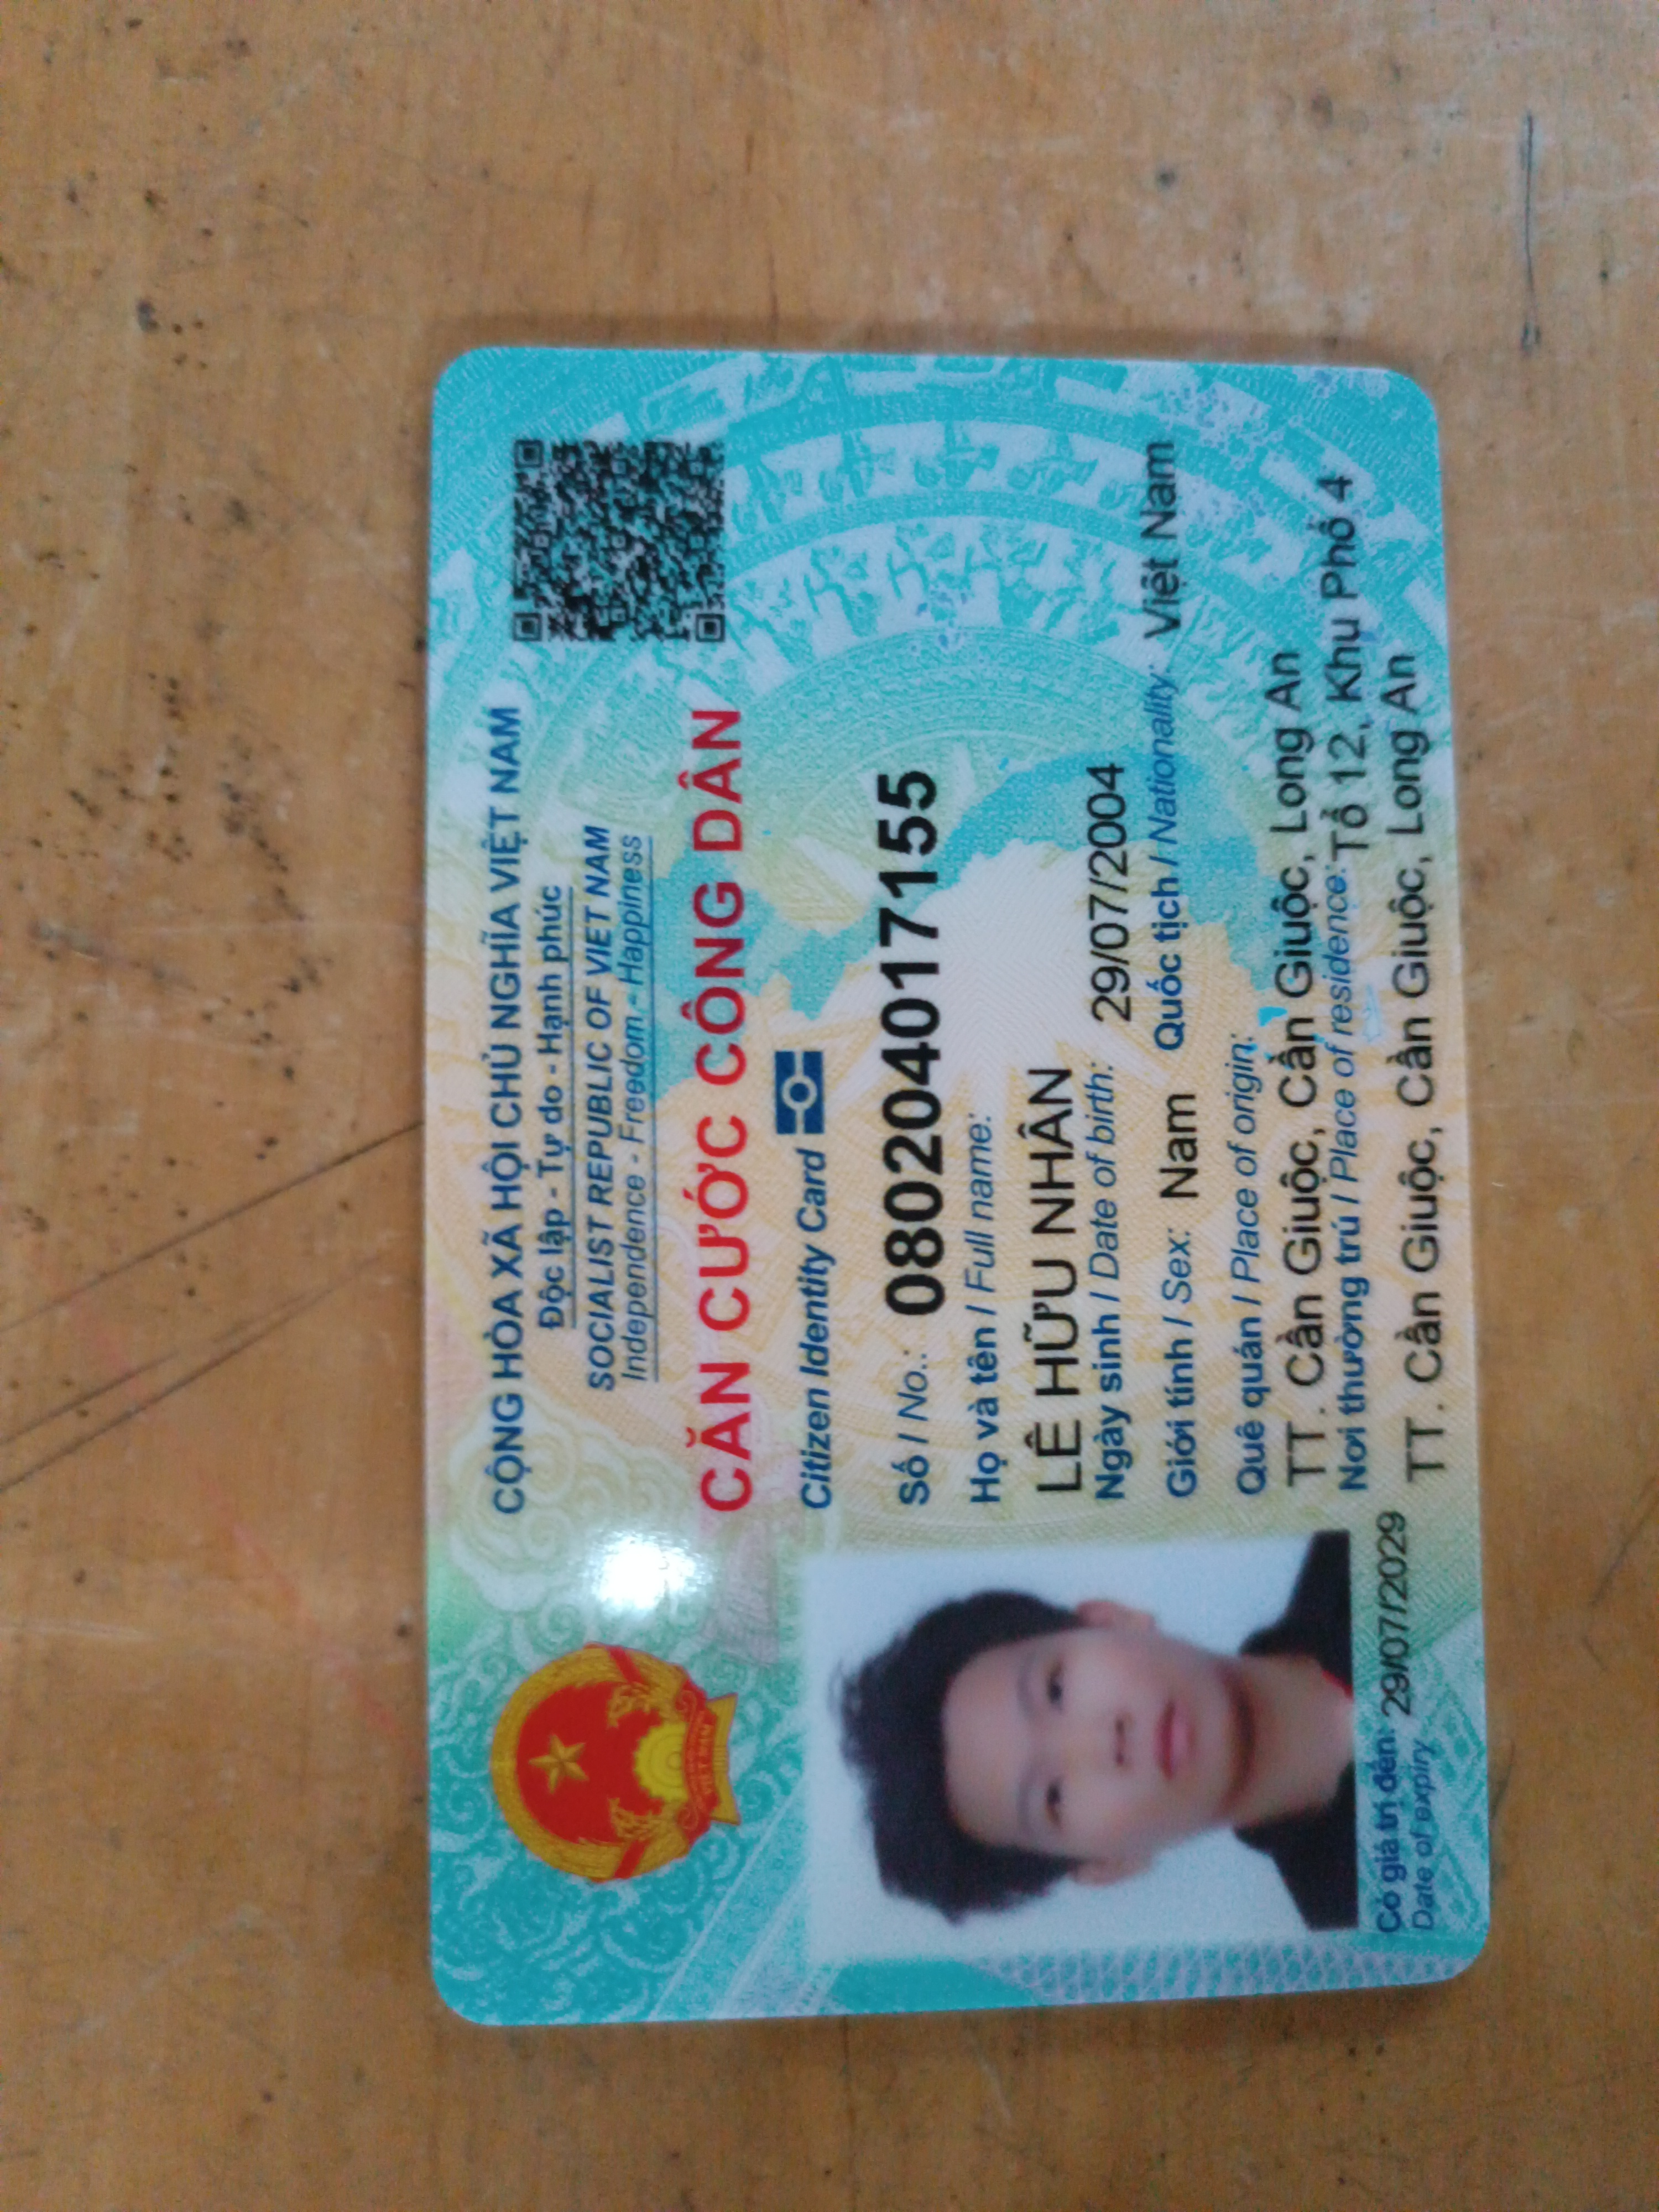 CỘNG HÒA XÃ HỘI CHỦ NGHĨA VIỆT NAM
Độc lập - Tự do - Hạnh phúc
SOCIALIST REPUBLIC OF VIET NAM
Independence - Freedom - Happiness
CĂN CƯỚC CÔNG DÂN
Citizen Identity Card
Số / No.: 080204017155
Họ và tên / Full name:
LÊ HỮU NHÂN
Ngày sinh / Date of birth: 29/07/2004
Giới tính / Sex: Nam Quốc tịch / Nationality: Việt Nam
Quê quán / Place of origin:
TT. Cần Giuộc, Cần Giuộc, Long An
Nơi thường trú / Place of residence: Tổ 12, Khu Phố 4
TT. Cần Giuộc, Cần Giuộc, Long An
Có giá trị đến: 29/07/2029
Date of expiry
VIỆT NAM